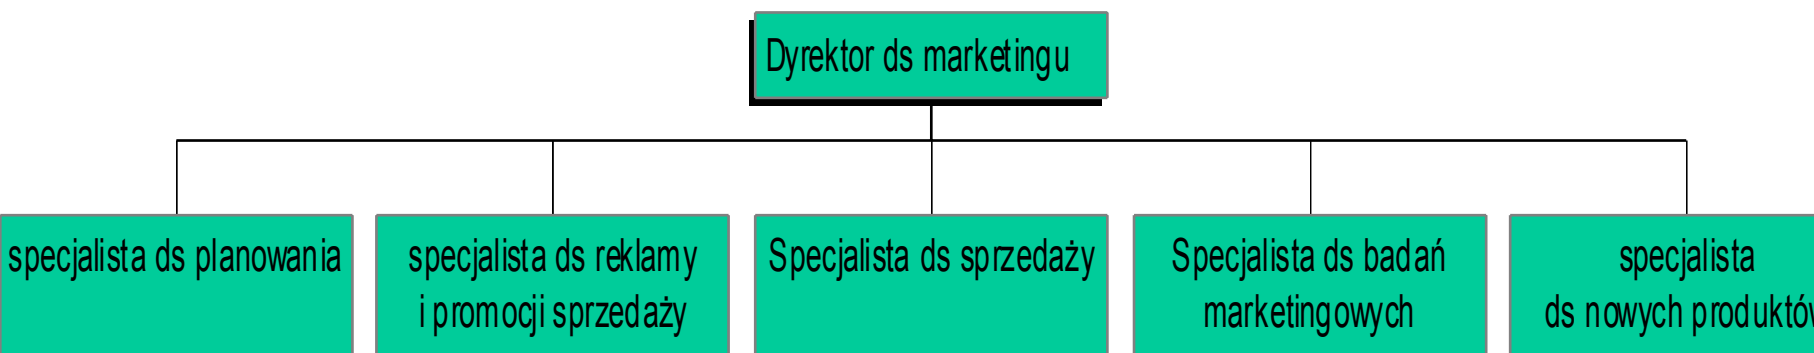 Dyrektor ds marketingu
specjalista ds planowania
specjalista ds reklamy
i promocji sprzedaży
Specjalista ds sprzedaży
Specjalista ds badań
marketingowych
specjalista
ds nowych produktów